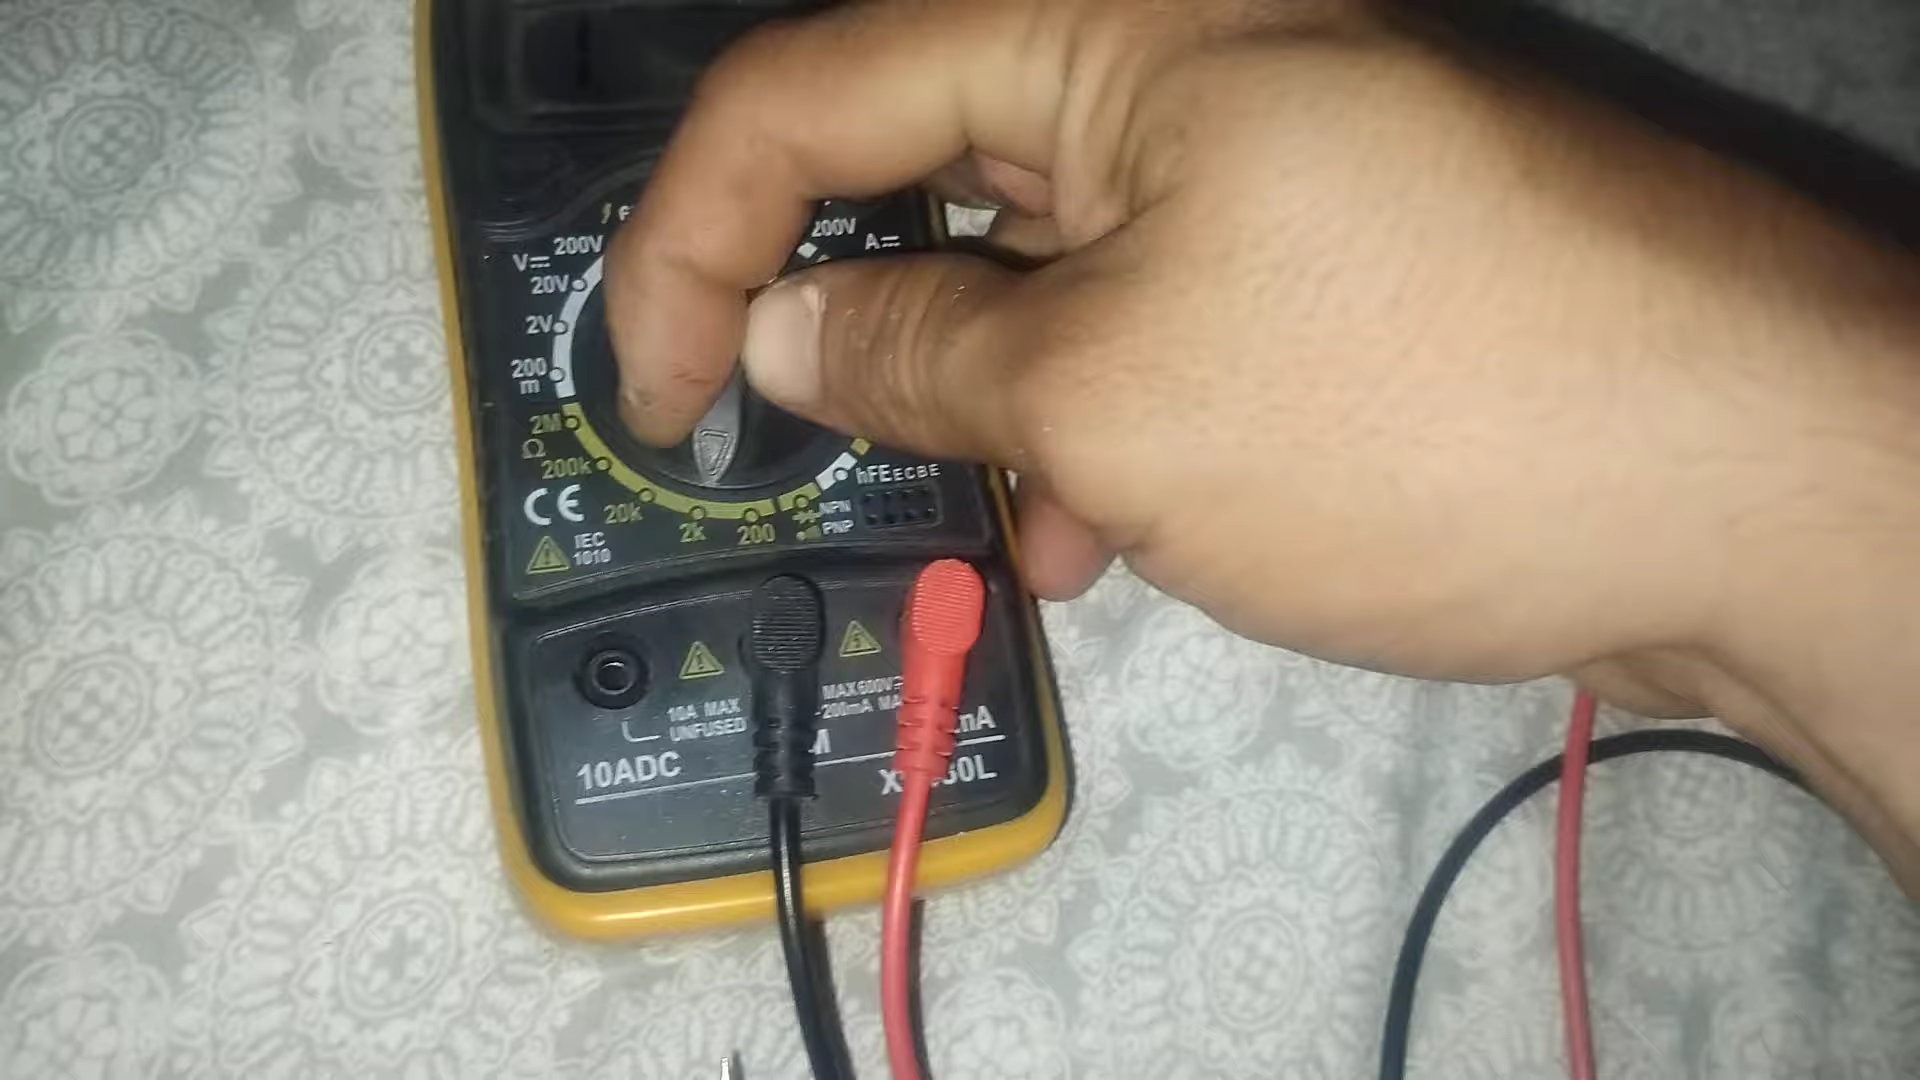 200V
200V
V⎓
A⎓
20V
2V
200
m
2M
Ω
200k
hFE ECBE
CE
20k
2k
200
NPN
PNP
IEC
1010
MAX600V
200mA
10A MAX
UNFUSED
mA
10ADC